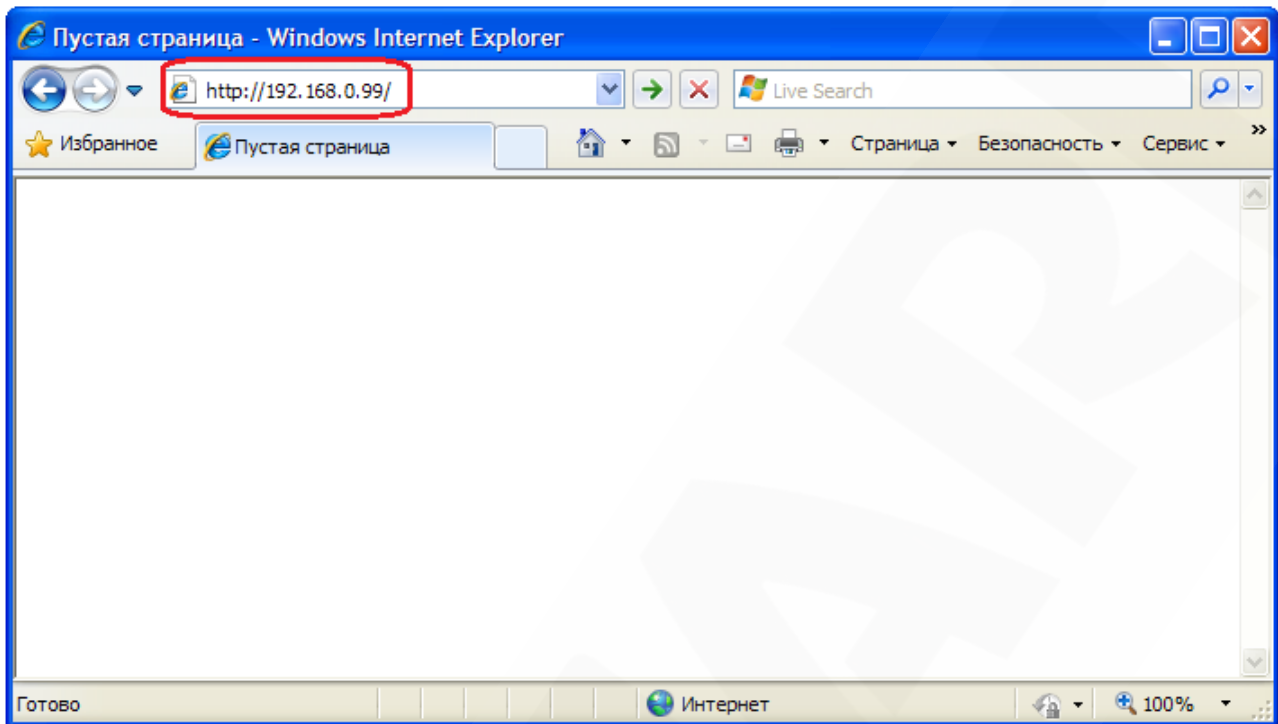 Пустая страница - Windows Internet Explorer
http://192.168.0.99/
Live Search
Избранное
Пустая страница
Страница
Безопасность
Сервис
»
Готово
Интернет
100%